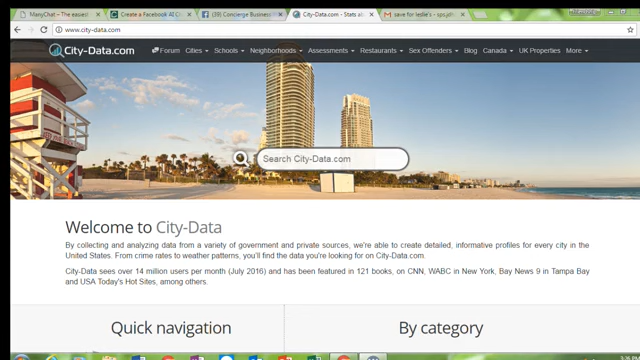 ManyChat – The easiest
Create a Facebook AI C
(39) Concierge Business
City-Data.com - Stats a
save for leslie's - spsjoh
www.city-data.com
City-Data.com
Forum Cities Schools Neighborhoods Assessments Restaurants Sex Offenders Blog Canada UK Properties More
Search City-Data.com
Welcome to City-Data
By collecting and analyzing data from a variety of government and private sources, we're able to create detailed, informative profiles for every city in the
United States. From crime rates to weather patterns, you'll find the data you're looking for on City-Data.com.
City-Data sees over 14 million users per month (July 2016) and has been featured in 121 books, on CNN, WABC in New York, Bay News 9 in Tampa Bay
and USA Today's Hot Sites, among others.
Quick navigation
By category